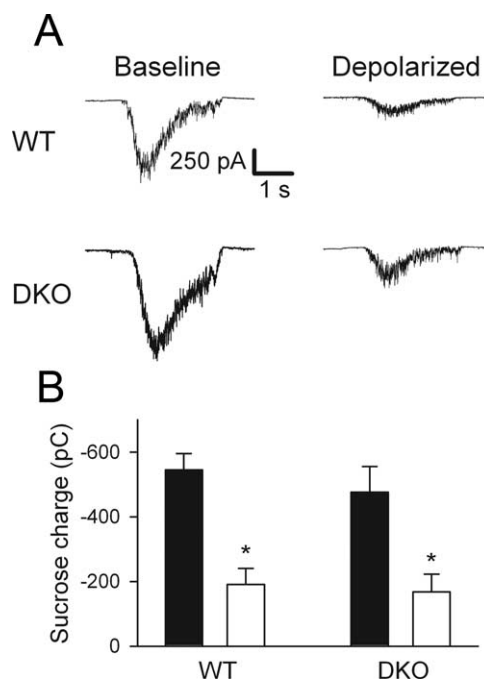 A
Baseline Depolarized
WT
250 pA
1 s
DKO
B
Sucrose charge (pC)
-600
-400
-200
0
* *
WT DKO